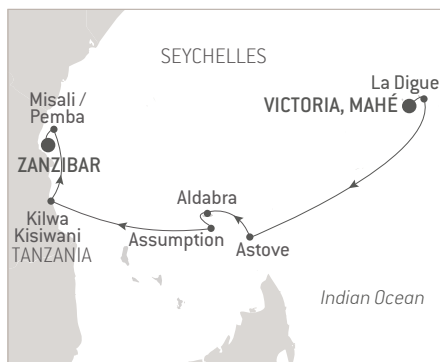 SEYCHELLES
La Digue
VICTORIA, MAHÉ
Misali /
Pemba
ZANZIBAR
Aldabra
Kilwa
Kisiwani
TANZANIA
Assumption
Astove
Indian Ocean